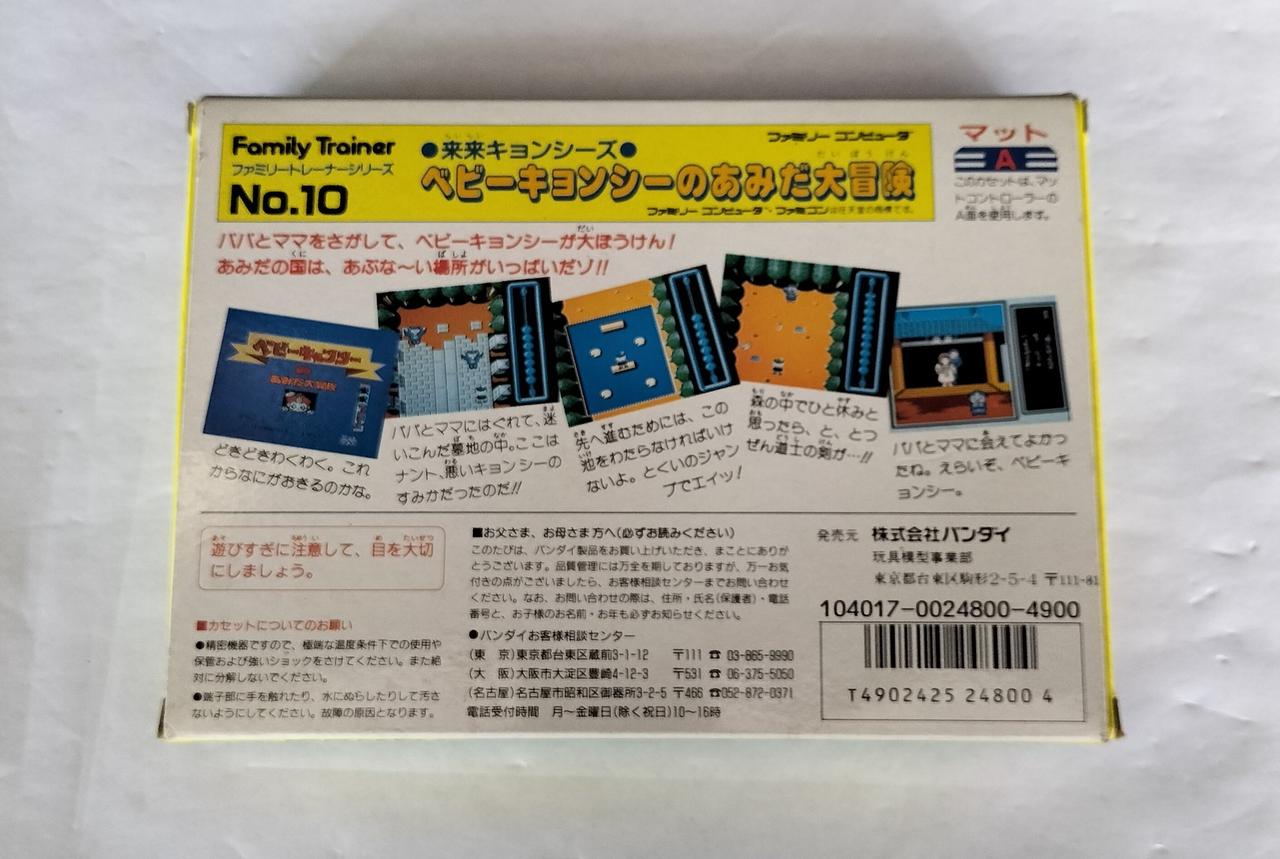 Family Trainer
ファミリートレーナーシリーズ
No.10
●来来キョンシーズ●
ファミリー コンピュータ
ベビーキョンシーのあみだ大冒険
ファミリー コンピュータ・ファミコンは任天堂の商標です。
マット
A
このカセットは、マッ
トコントローラーの
A面を使用します。
パパとママをさがして、ベビーキョンシーが大ぼうけん!
あみだの国は、あぶな〜い場所がいっぱいだゾ!!
ベビーキョンシー
の
あみだ大冒険
どきどきわくわく。これ
からなにがおきるのかな。
パパとママにはぐれて、迷
いこんだ墓地の中。ここは
ナント、悪いキョンシーの
すみかだったのだ!!
先へ進むためには、この
池をわたらなければいけ
ないよ。とくいのジャン
プでエイッ!
森の中でひと休みと
思ったら、と、とつ
ぜん道士の剣が…!!
パパとママに会えてよかっ
たね。えらいぞ、ベビーキ
ョンシー。
遊びすぎに注意して、目を大切
にしましょう。
■カセットについてのお願い
●精密機器ですので、極端な温度条件下での使用や
保管および強いショックをさけてください。また絶
対に分解しないでください。
●端子部に手を触れたり、水にぬらしたりして汚さ
ないようにしてください。故障の原因となります。
■お父さま、お母さま方へ(必ずお読みください)
このたびは、バンダイ製品をお買い上げいただき、まことにありが
とうございます。品質管理には万全を期しておりますが、万一お気
付きの点がございましたら、お客様相談センターまでお問い合わせ
ください。なお、お問い合わせの際は、住所・氏名(保護者)・電話
番号と、お子様のお名前・お年も必ずお知らせください。
●バンダイお客様相談センター
(東 京)東京都台東区蔵前3-1-12 〒111 ☎ 03-865-9990
(大 阪)大阪市大淀区豊崎4-12-3 〒531 ☎ 06-375-5050
(名古屋)名古屋市昭和区御器所3-2-5 〒466 ☎052-872-0371
電話受付時間 月〜金曜日(除く祝日)10〜16時
発売元 株式会社バンダイ
玩具模型事業部
東京都台東区駒形2-5-4 〒111-81
104017-0024800-4900
T4902425 24800 4